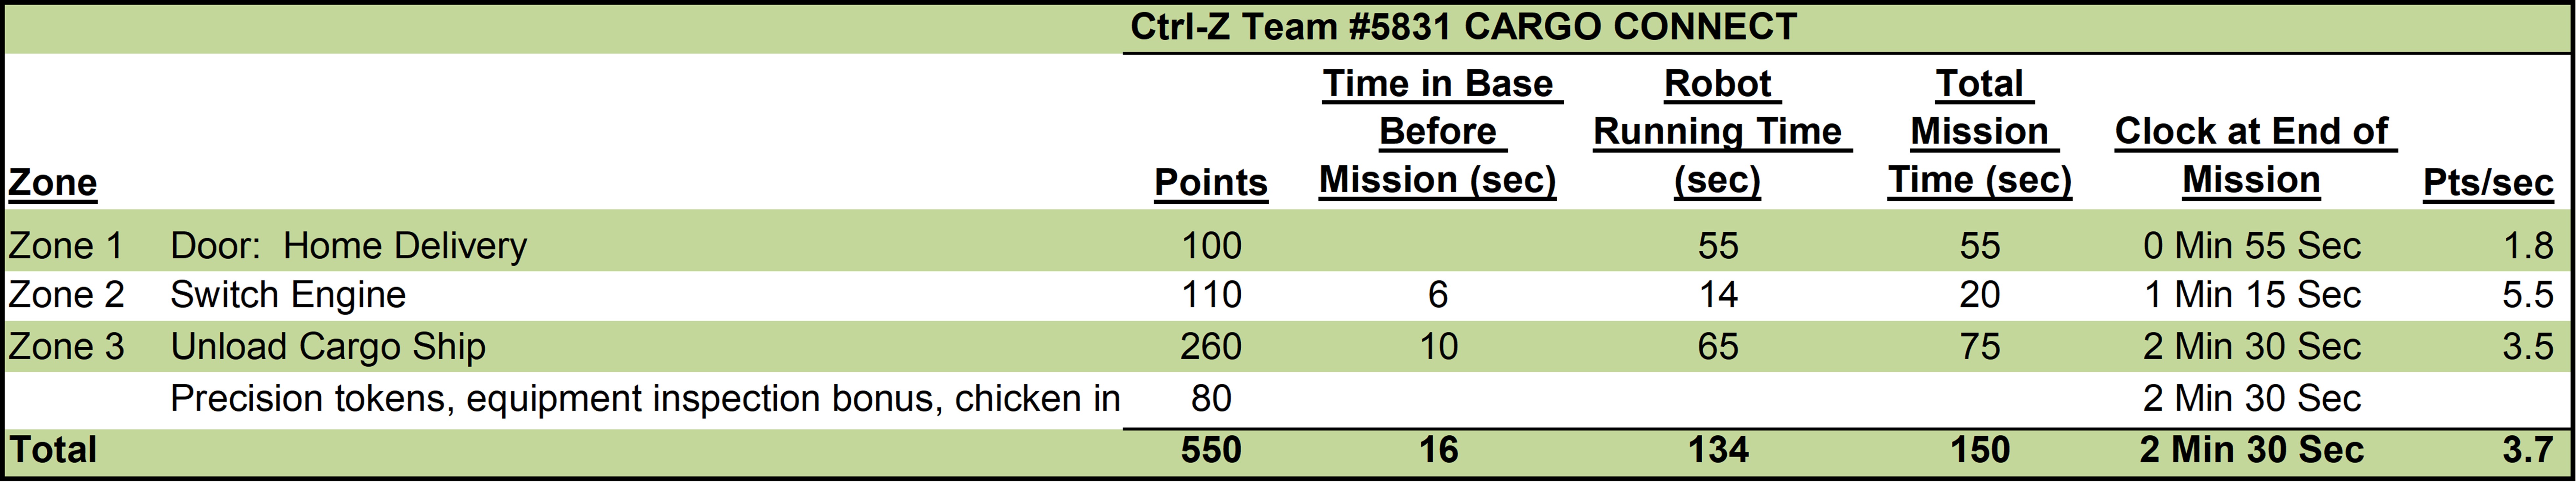 Ctrl-Z Team #5831 CARGO CONNECT
Zone Points Time in Base Before Mission (sec) Robot Running Time (sec) Total Mission Time (sec) Clock at End of Mission Pts/sec
Zone 1 Door: Home Delivery 100 55 55 0 Min 55 Sec 1.8
Zone 2 Switch Engine 110 6 14 20 1 Min 15 Sec 5.5
Zone 3 Unload Cargo Ship 260 10 65 75 2 Min 30 Sec 3.5
Precision tokens, equipment inspection bonus, chicken in 80 2 Min 30 Sec
Total 550 16 134 150 2 Min 30 Sec 3.7